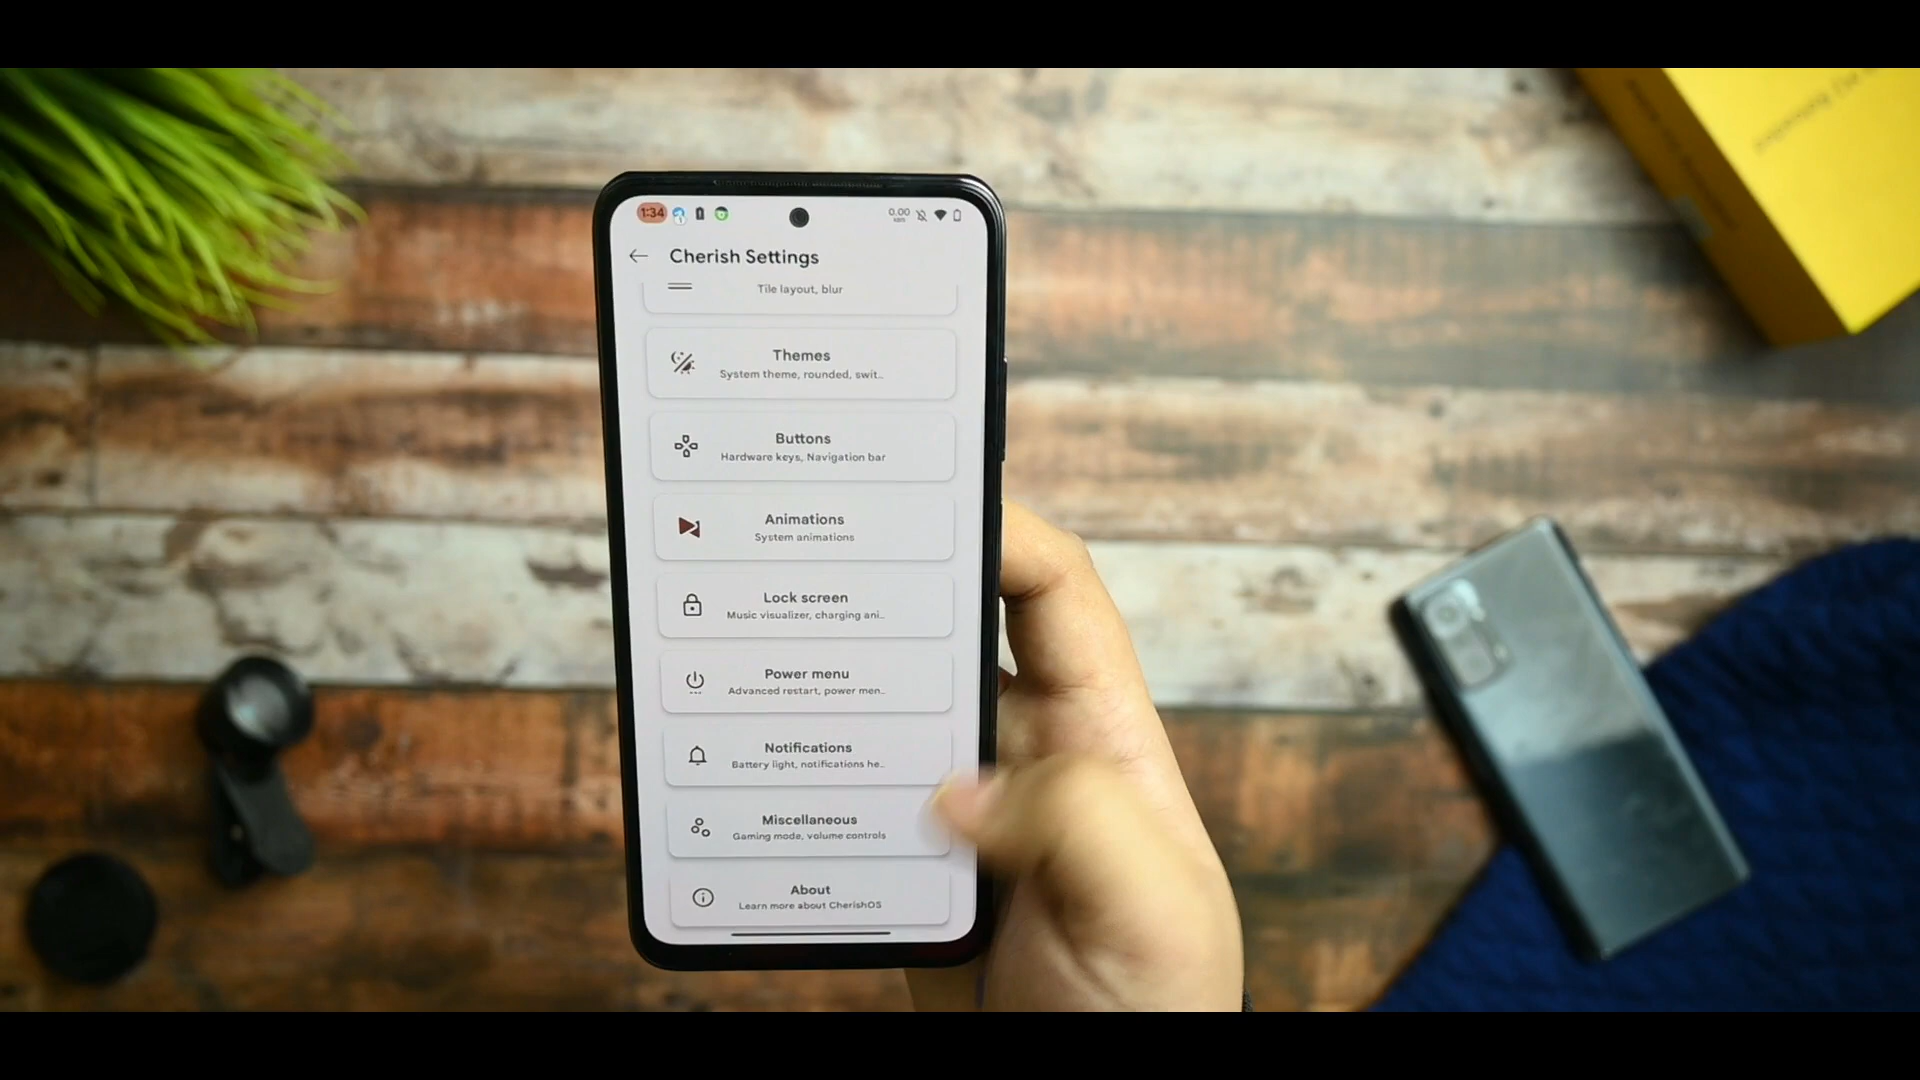 1:34
0.00
Cherish Settings
Tile layout, blur
Themes
System theme, rounded, swit..
Buttons
Hardware keys, Navigation bar
Animations
System animations
Lock screen
Music visualizer, charging ani..
Power menu
Advanced restart, power men..
Notifications
Battery light, notifications he..
Miscellaneous
Gaming mode, volume controls
About
Learn more about CherishOS